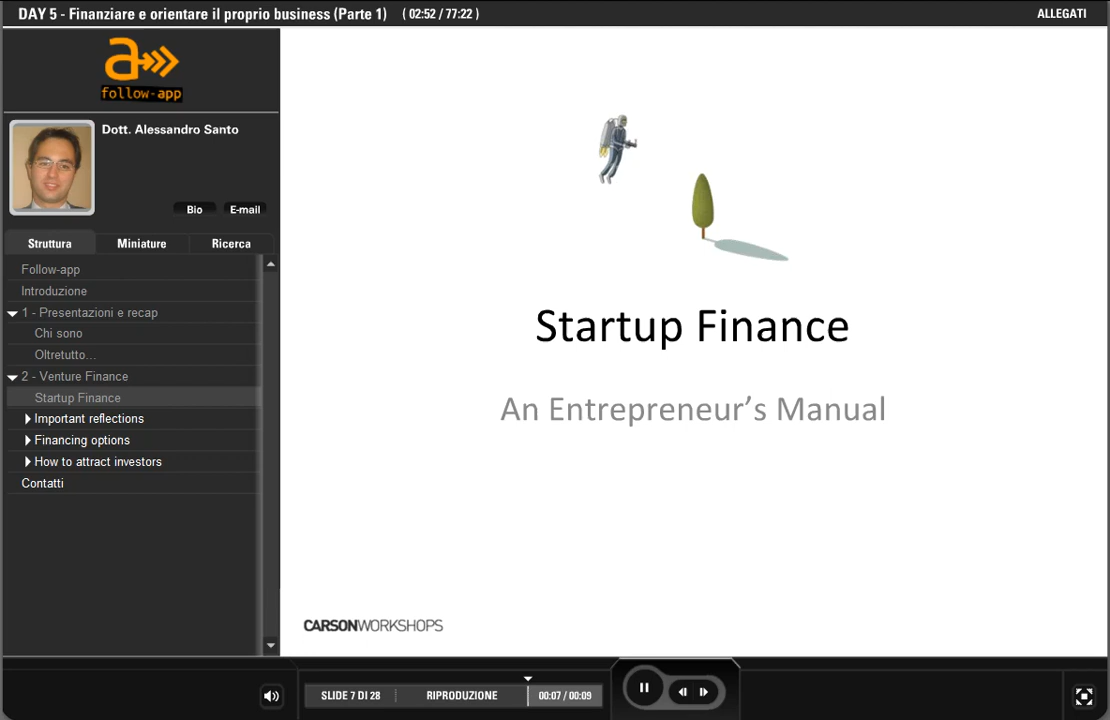 DAY 5 - Finanziare e orientare il proprio business (Parte 1) ( 02:52 / 77:22 )
ALLEGATI
a
follow-app
Dott. Alessandro Santo
Bio E-mail
Struttura Miniature Ricerca
Follow-app
Introduzione
1 - Presentazioni e recap
Chi sono
Oltretutto...
2 - Venture Finance
Startup Finance
Important reflections
Financing options
How to attract investors
Contatti
Startup Finance
An Entrepreneur’s Manual
CARSONWORKSHOPS
SLIDE 7 DI 28 RIPRODUZIONE 00:07 / 00:09